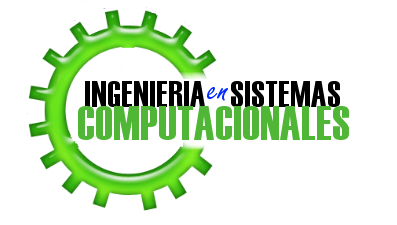 INGENIERIA en SISTEMAS
COMPUTACIONALES